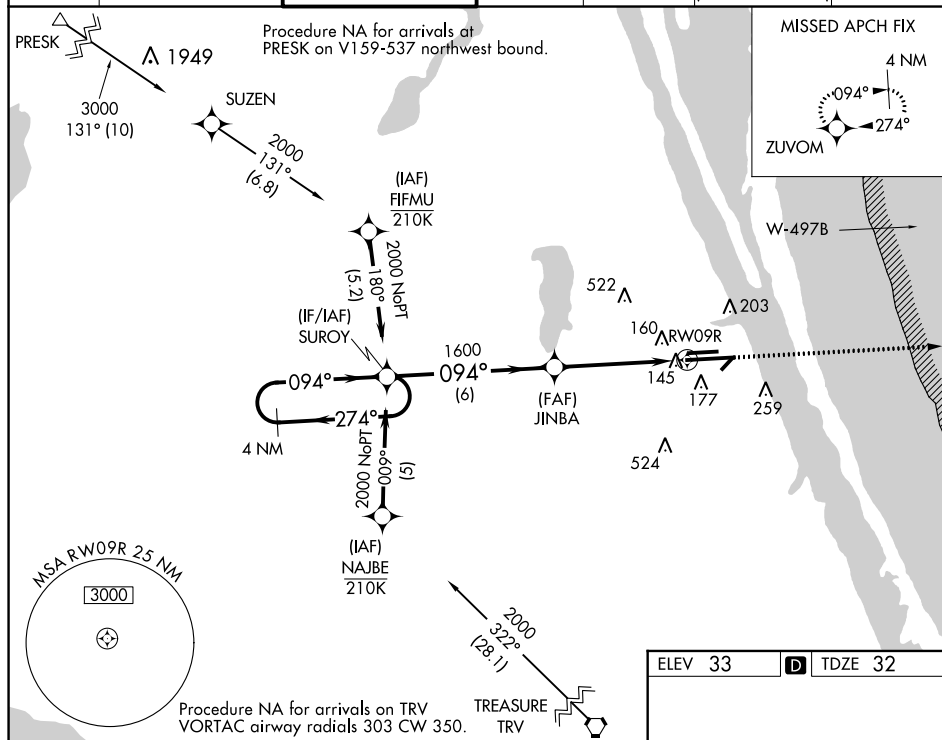 Procedure NA for arrivals at
PRESK on V159-537 northwest bound.
MISSED APCH FIX
4 NM
094°
274°
ZUVOM
PRESK
1949
3000
131° (10)
SUZEN
2000
131°
(6.8)
(IAF)
FIFMU
210K
2000 NoPT
180°
(5.2)
W-497B
(IF/IAF)
SUROY
522
203
160
RW09R
145
1600
094°
(6)
094°
274°
4 NM
(FAF)
JINBA
177
259
524
2000 NoPT
009°
(5)
(IAF)
NAJBE
210K
MSA RW09R 25 NM
3000
2000
322°
(28.1)
TREASURE
TRV
Procedure NA for arrivals on TRV
VORTAC airway radials 303 CW 350.
ELEV 33
D
TDZE 32